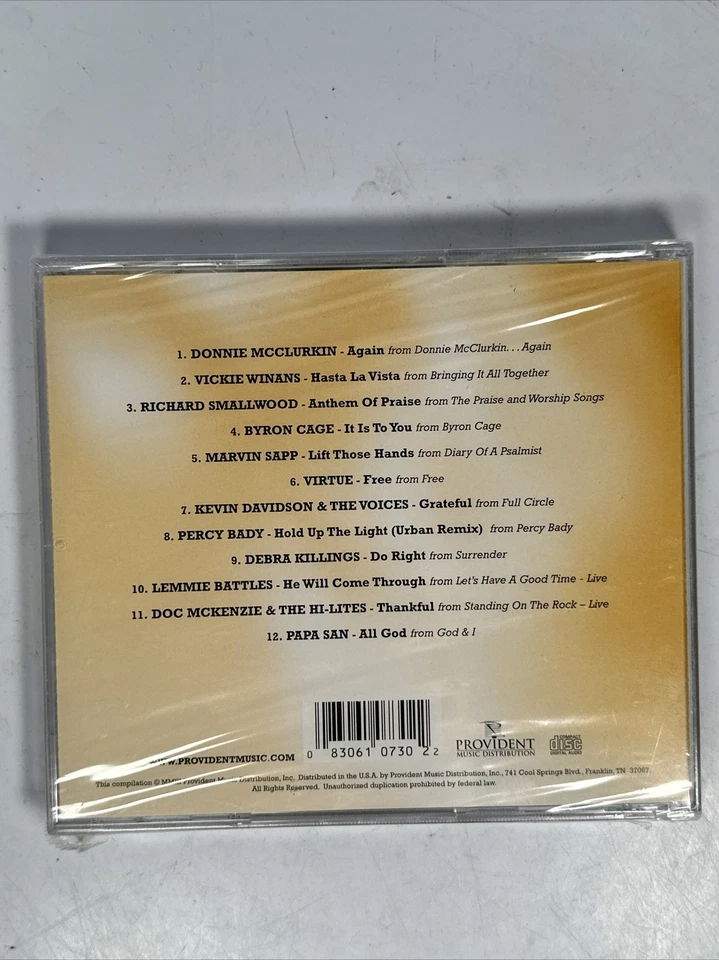 1. DONNIE MCCLURKIN - Again from Donnie McClurkin. . . Again
2. VICKIE WINANS - Hasta La Vista from Bringing It All Together
3. RICHARD SMALLWOOD - Anthem Of Praise from The Praise and Worship Songs
4. BYRON CAGE - It Is To You from Byron Cage
5. MARVIN SAPP - Lift Those Hands from Diary Of A Psalmist
6. VIRTUE - Free from Free
7. KEVIN DAVIDSON & THE VOICES - Grateful from Full Circle
8. PERCY BADY - Hold Up The Light (Urban Remix) from Percy Bady
9. DEBRA KILLINGS - Do Right from Surrender
10. LEMMIE BATTLES - He Will Come Through from Let's Have A Good Time - Live
11. DOC MCKENZIE & THE HI-LITES - Thankful from Standing On The Rock – Live
12. PAPA SAN - All God from God & I
WWW.PROVIDENTMUSIC.COM
0 83061 0730 2 2
PROVIDENT
MUSIC DISTRIBUTION
COMPACT
disc
DIGITAL AUDIO
This compilation © Provident Music Distribution, Inc. Distributed in the U.S.A. by Provident Music Distribution, Inc., 741 Cool Springs Blvd., Franklin, TN 37067.
All Rights Reserved. Unauthorized duplication prohibited by federal law.